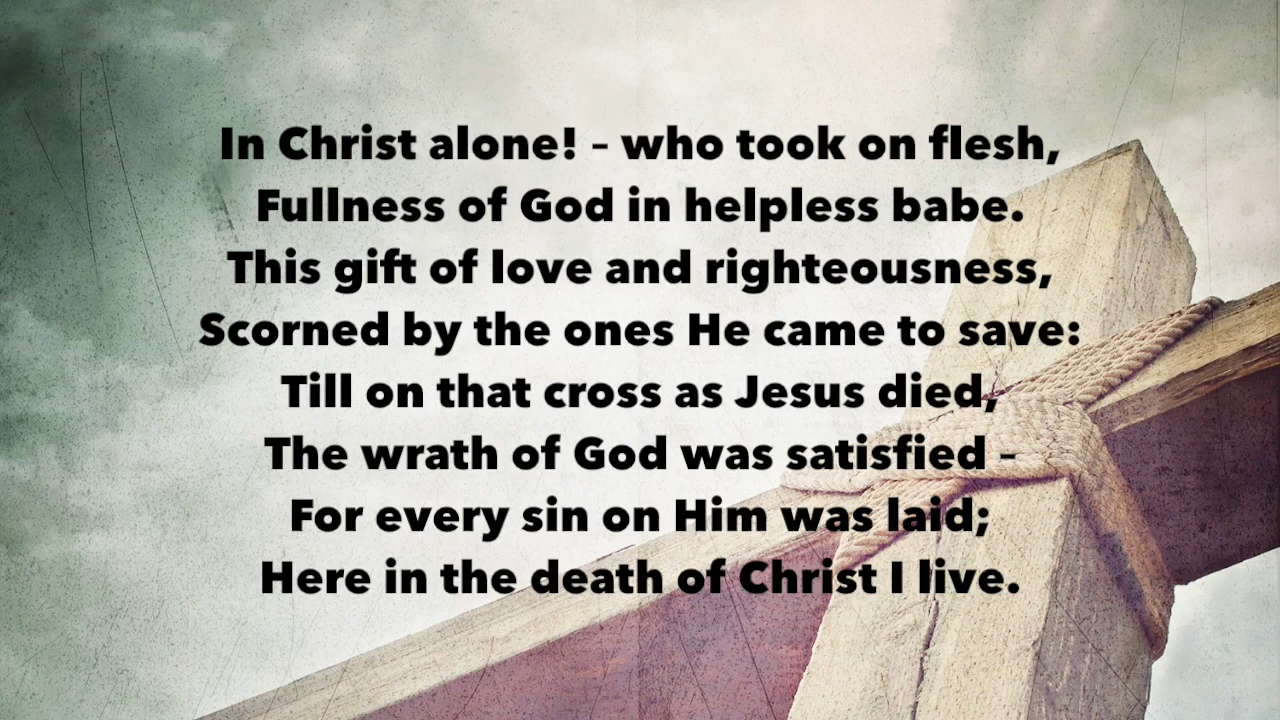 In Christ alone! – who took on flesh,
Fullness of God in helpless babe.
This gift of love and righteousness,
Scorned by the ones He came to save:
Till on that cross as Jesus died,
The wrath of God was satisfied –
For every sin on Him was laid;
Here in the death of Christ I live.